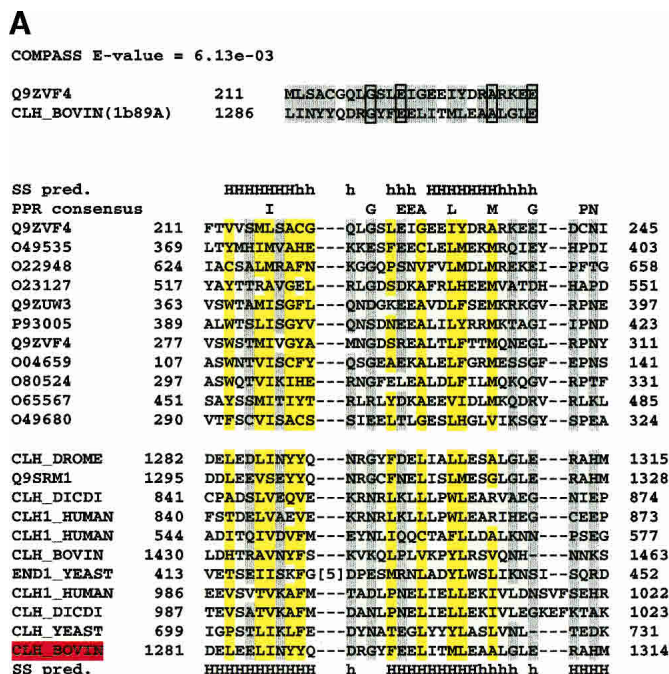 A
COMPASS E-value = 6.13e-03
Q9ZVF4 211 MLSACGQLGSLEIGEEIYDRARKEE
CLH_BOVIN(1b89A) 1286 LINYYQDRGYFEELITMLEAALGLE
SS pred. HHHHHHHHhh h hhh HHHHHHHhhhh
PPR consensus I G EEA L M G PN
Q9ZVF4 211 FTVVSMLSACG---QLGSLEIGEEIYDRARKEEI--DCNI 245
O49535 369 LTYMHIMVAHE---KKESFEECLELMEKMRQIEY--HPDI 403
O22948 624 IACSALMRAFN---KGGQPSNVFVLMDLMREKEI--PFTG 658
O23127 517 YAYTTRAVGEL---RLGDSDKAFRLHEEMVATDH--HAPD 551
Q9ZUW3 363 VSWTAMISGFL---QNDGKEEAVDLFSEMKRKGV--RPNE 397
P93005 389 ALWTSLISGYV---QNSDNEEALILYRRMKTAGI--IPND 423
Q9ZVF4 277 VSWSTMIVGYA---MNGDSREALTLFTTMQNEGL--RPNY 311
O04659 107 ASWNTVISCFY---QSGEAEKALELFGRMESSGF--EPNS 141
O80524 297 ASWQTVIKIHE---RNGFELEALDLFILMQKQGV--RPTF 331
O65567 451 SAYSSMITIYT---RLRLYDKAEEVIDLMKQDRV--RLKL 485
O49680 290 VTFSCVISACS---SIEELTLGESLHGLVIKSGY--SPEA 324
CLH_DROME 1282 DELEDLINYYQ---NRGYFDELIALLESALGLE--RAHM 1315
Q9SRM1 1295 DDLEEVSEYYQ---NRGCFNELISLMESGLGLE--RAHM 1328
CLH_DICDI 841 CPADSLVEQVE---KRNRLKLLLPWLEARVAEG--NIEP 874
CLH1_HUMAN 840 FSTDELVAEVE---KRNRLKLLLPWLEARIHEG--CEEP 873
CLH1_HUMAN 544 ADITQIVDVFM---EYNLIQQCTAFLLDALKNN--PSEG 577
CLH_BOVIN 1430 LDHTRAVNYFS---KVKQLPLVKPYLRSVQNH---NNKS 1463
END1_YEAST 413 VETSEIISKFG[5]DPESMRNLADYLWSLIKNSI--SQRD 452
CLH1_HUMAN 986 EEVSVTVKAFM---TADLPNELIELLEKIVLDNSVFSEHR 1022
CLH_DICDI 987 TEVSATVKAFM---DANLPNELIELLEKIVLEGKEFKTAK 1023
CLH_YEAST 699 IGPSTLIKLFE---DYNATEGLYYYLASLVNL----TEDK 731
CLH_BOVIN 1281 DELEELINYYQ---DRGYFEELITMLEAALGLE--RAHM 1314
SS pred. HHHHHHHHHHH h HHHHHHHHHhhhh h HHHH